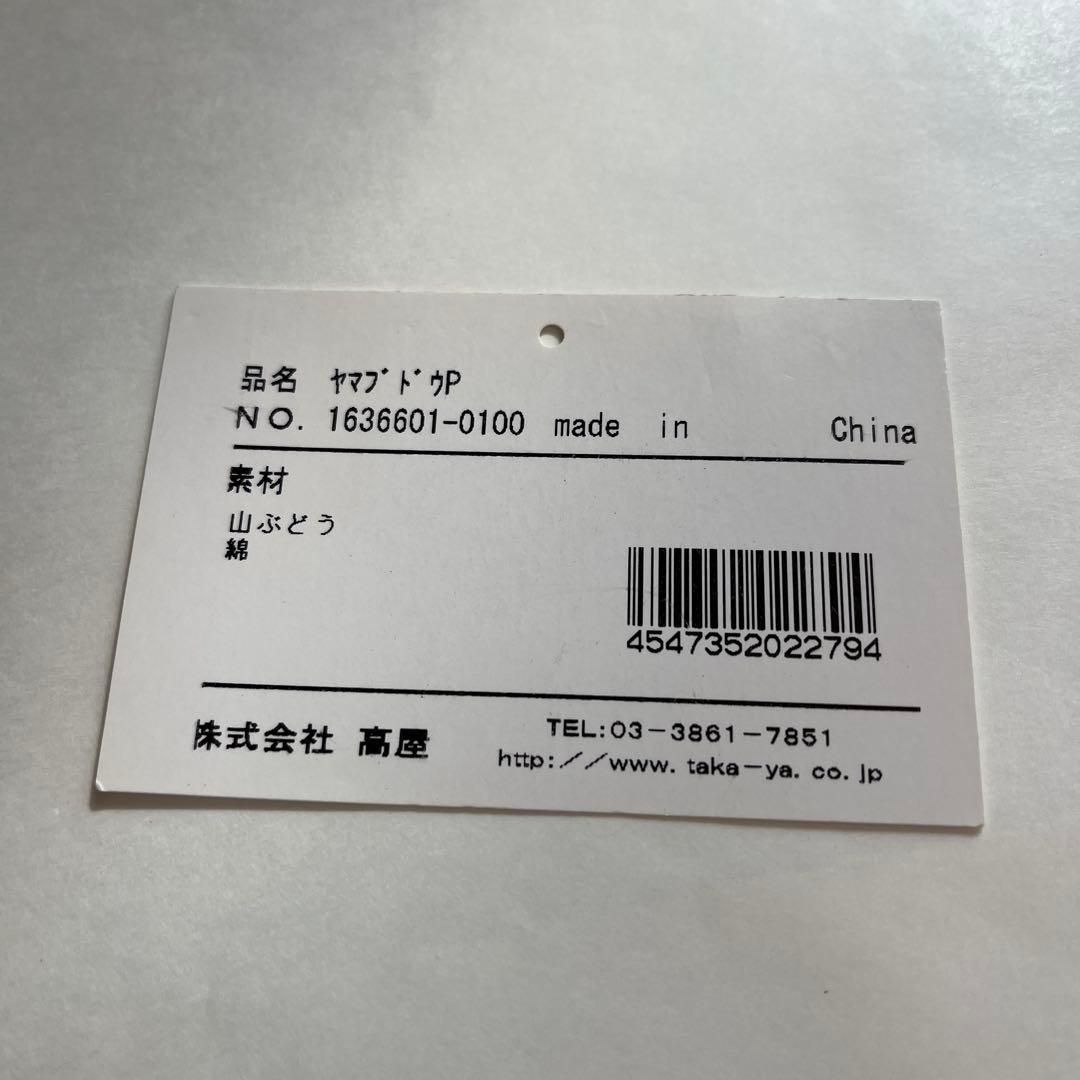 品名 ﾔﾏﾌﾞﾄﾞｳP
NO. 1636601-0100 made in China
素材
山ぶどう
綿
4547352022794
株式会社 高屋
TEL:03-3861-7851
http://www.taka-ya.co.jp